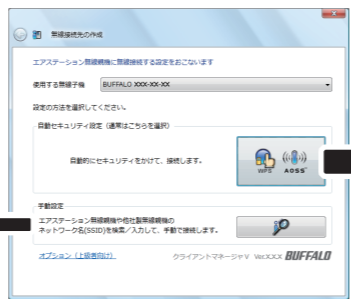 無線接続先の作成
エアステーション無線親機に無線接続する設定をおこないます
使用する無線子機 BUFFALO XXX-XX-XX
設定の方法を選択してください。
自動セキュリティ設定（通常はこちらを選択）
自動的にセキュリティをかけて、接続します。
WPS AOSS
手動設定
エアステーション無線親機や他社製無線親機の
ネットワーク名(SSID)を検索／入力して、手動で接続します。
オプション（上級者向け） クライアントマネージャV Ver.X.X.X BUFFALO